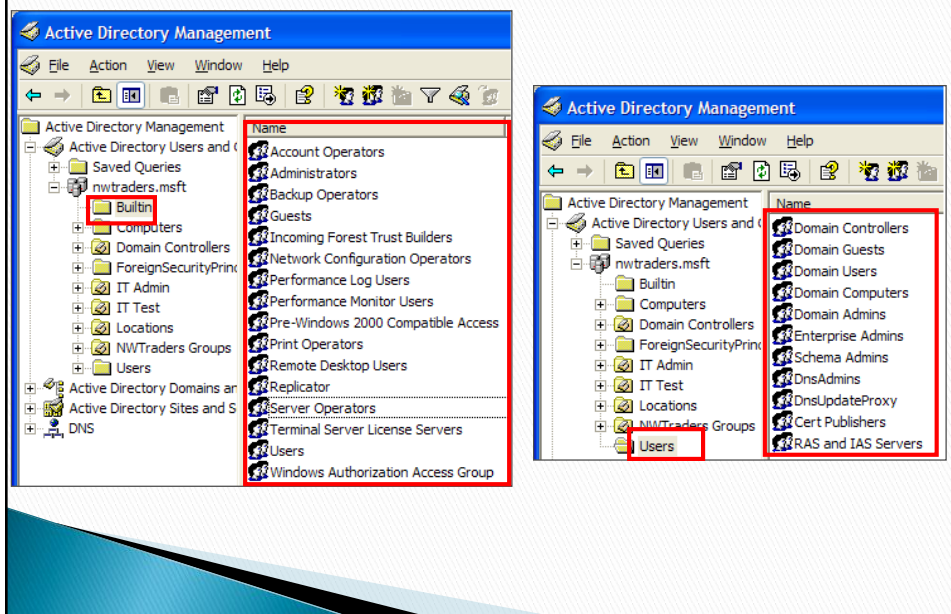 Active Directory Management
File Action View Window Help
Active Directory Management
Active Directory Users and
Saved Queries
nwtraders.msft
Builtin
Computers
Domain Controllers
ForeignSecurityPrinc
IT Admin
IT Test
Locations
NWTraders Groups
Users
Active Directory Domains an
Active Directory Sites and S
DNS
Name
Account Operators
Administrators
Backup Operators
Guests
Incoming Forest Trust Builders
Network Configuration Operators
Performance Log Users
Performance Monitor Users
Pre-Windows 2000 Compatible Access
Print Operators
Remote Desktop Users
Replicator
Server Operators
Terminal Server License Servers
Users
Windows Authorization Access Group
Active Directory Management
File Action View Window Help
Active Directory Management
Active Directory Users and
Saved Queries
nwtraders.msft
Builtin
Computers
Domain Controllers
ForeignSecurityPrinc
IT Admin
IT Test
Locations
NWTraders Groups
Users
Name
Domain Controllers
Domain Guests
Domain Users
Domain Computers
Domain Admins
Enterprise Admins
Schema Admins
DnsAdmins
DnsUpdateProxy
Cert Publishers
RAS and IAS Servers